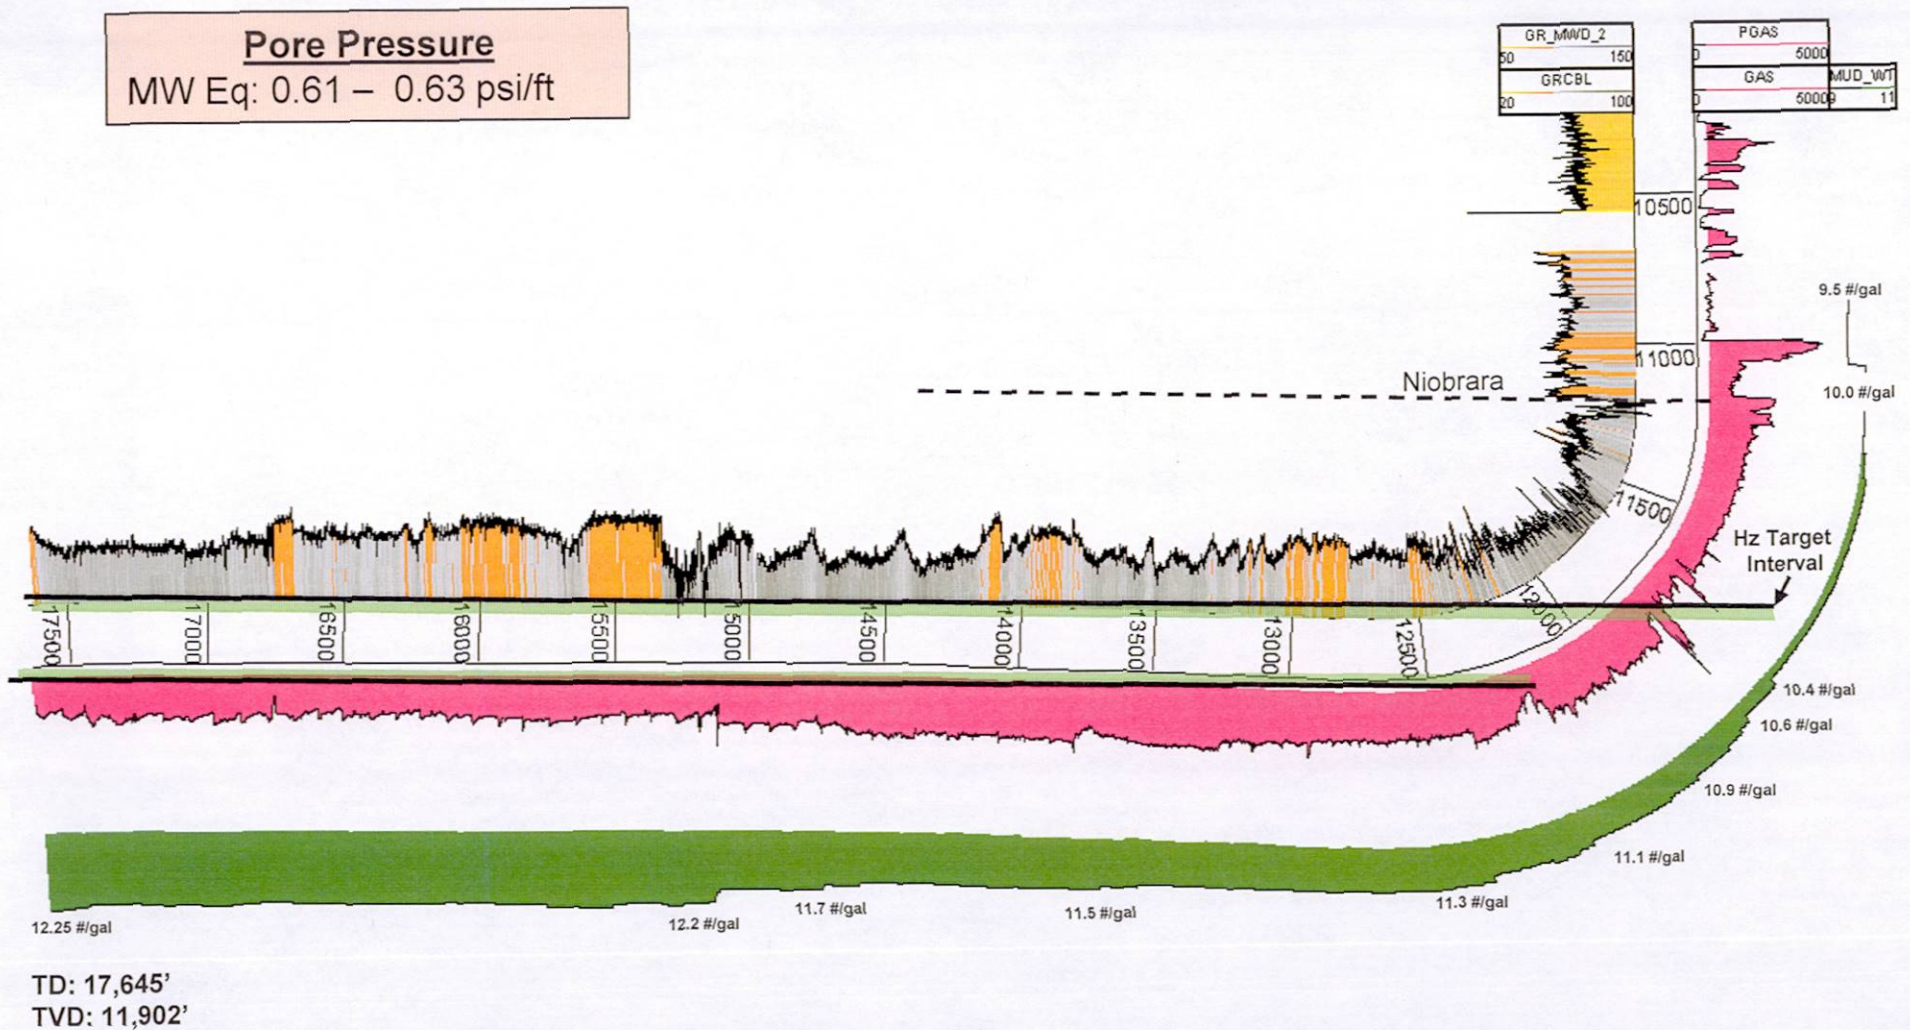 Pore Pressure
MW Eq: 0.61 – 0.63 psi/ft
GR_MWD_2
50 150
GRCBL
20 100
PGAS
0 5000
GAS
0 5000
MUD_WT
9 11
10500
9.5 #/gal
11000
Niobrara
10.0 #/gal
11500
Hz Target
Interval
12000
17500
17000
16500
16000
15500
15000
14500
14000
13500
13000
12500
10.4 #/gal
10.6 #/gal
10.9 #/gal
11.1 #/gal
11.3 #/gal
11.5 #/gal
11.7 #/gal
12.2 #/gal
12.25 #/gal
TD: 17,645’
TVD: 11,902’